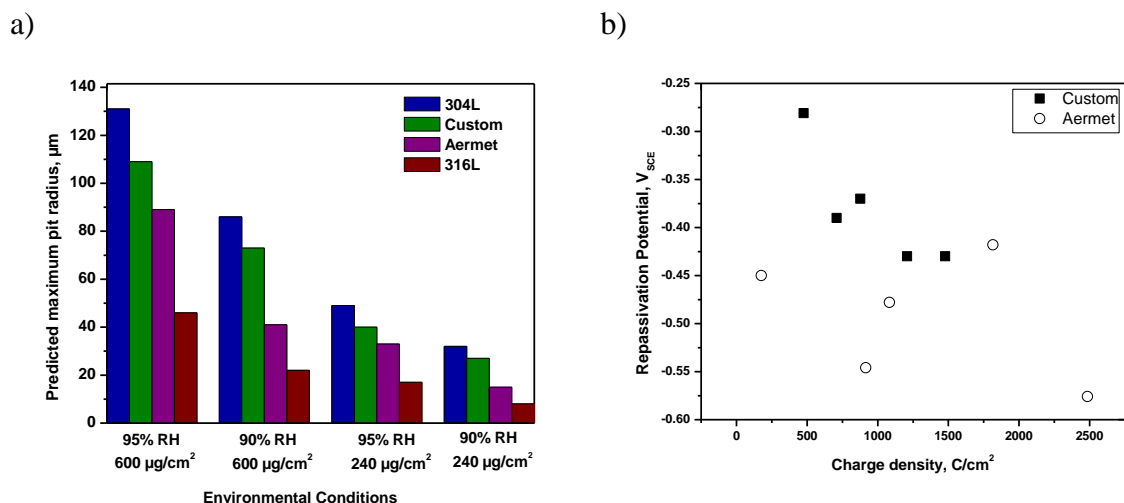 a)
140
120
100
80
60
40
20
0
Predicted maximum pit radius, µm
304L
Custom
Aermet
316L
95% RH
600 µg/cm²
90% RH
600 µg/cm²
95% RH
240 µg/cm²
90% RH
240 µg/cm²
Environmental Conditions
b)
-0.25
-0.30
-0.35
-0.40
-0.45
-0.50
-0.55
-0.60
Repassivation Potential, V_SCE
Custom
Aermet
0
500
1000
1500
2000
2500
Charge density, C/cm²